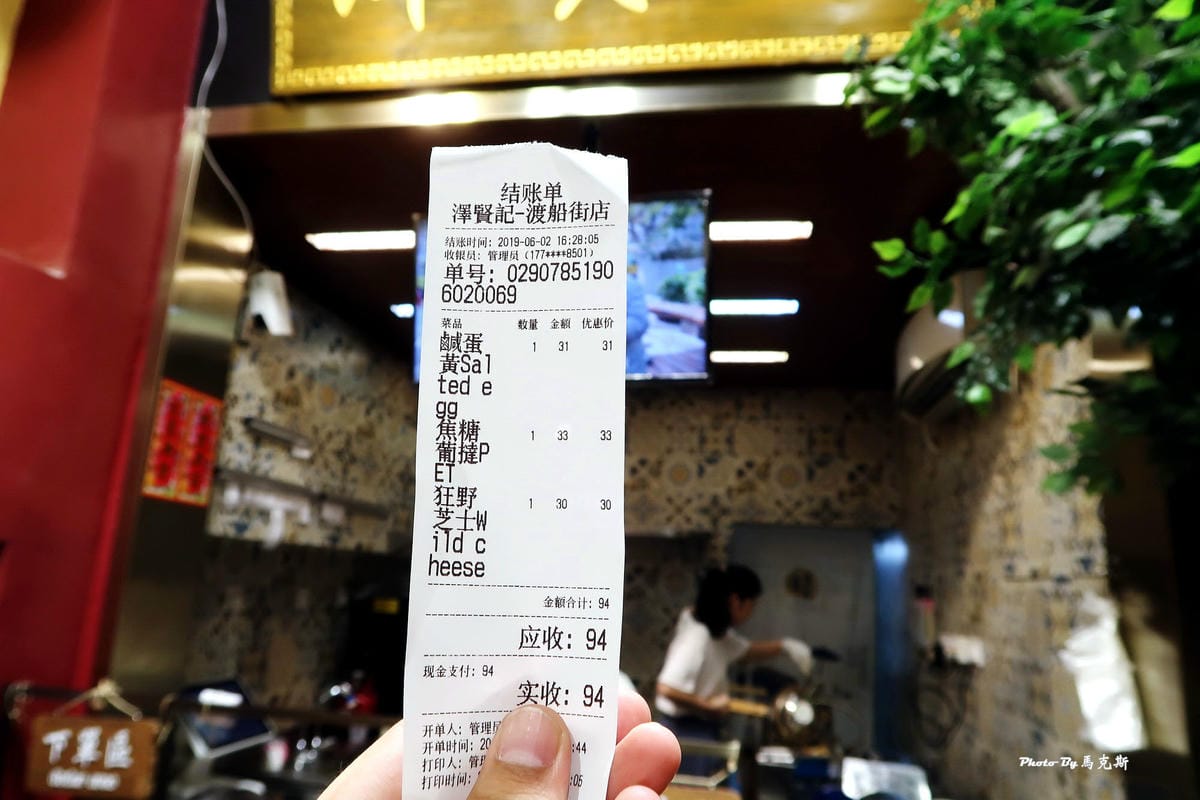 结账单
澤賢記-渡船街店
结账时间: 2019-06-02 16:28:05
收银员: 管理员 (177****8501)
单号: 0290785190
6020069
菜品 数量 金额 优惠价
鹹蛋 1 31 31
黃Sal
ted e
gg
焦糖 1 33 33
葡撻P
ET
狂野 1 30 30
芝士W
ild c
heese
金额合计: 94
应收: 94
现金支付: 94
实收: 94
开单人: 管理
开单时间: 20 :44
打印人: 管
打印时间: :05
下單區
Photo By 馬克斯